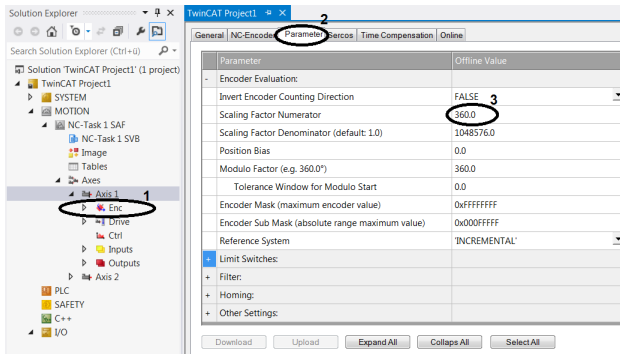 Solution Explorer
Search Solution Explorer (Ctrl+ü)
Solution 'TwinCAT Project1' (1 project)
TwinCAT Project1
SYSTEM
MOTION
NC-Task 1 SAF
NC-Task 1 SVB
Image
Tables
Axes
Axis 1
1
Enc
Drive
Ctrl
Inputs
Outputs
Axis 2
PLC
SAFETY
C++
I/O
TwinCAT Project1
2
General NC-Encoder Parameter Sercos Time Compensation Online
Parameter Offline Value
- Encoder Evaluation:
Invert Encoder Counting Direction FALSE
3
Scaling Factor Numerator 360.0
Scaling Factor Denominator (default: 1.0) 1048576.0
Position Bias 0.0
Modulo Factor (e.g. 360.0°) 360.0
Tolerance Window for Modulo Start 0.0
Encoder Mask (maximum encoder value) 0xFFFFFFFF
Encoder Sub Mask (absolute range maximum value) 0x000FFFFF
Reference System 'INCREMENTAL'
+ Limit Switches:
+ Filter:
+ Homing:
+ Other Settings:
Download Upload Expand All Collaps All Select All